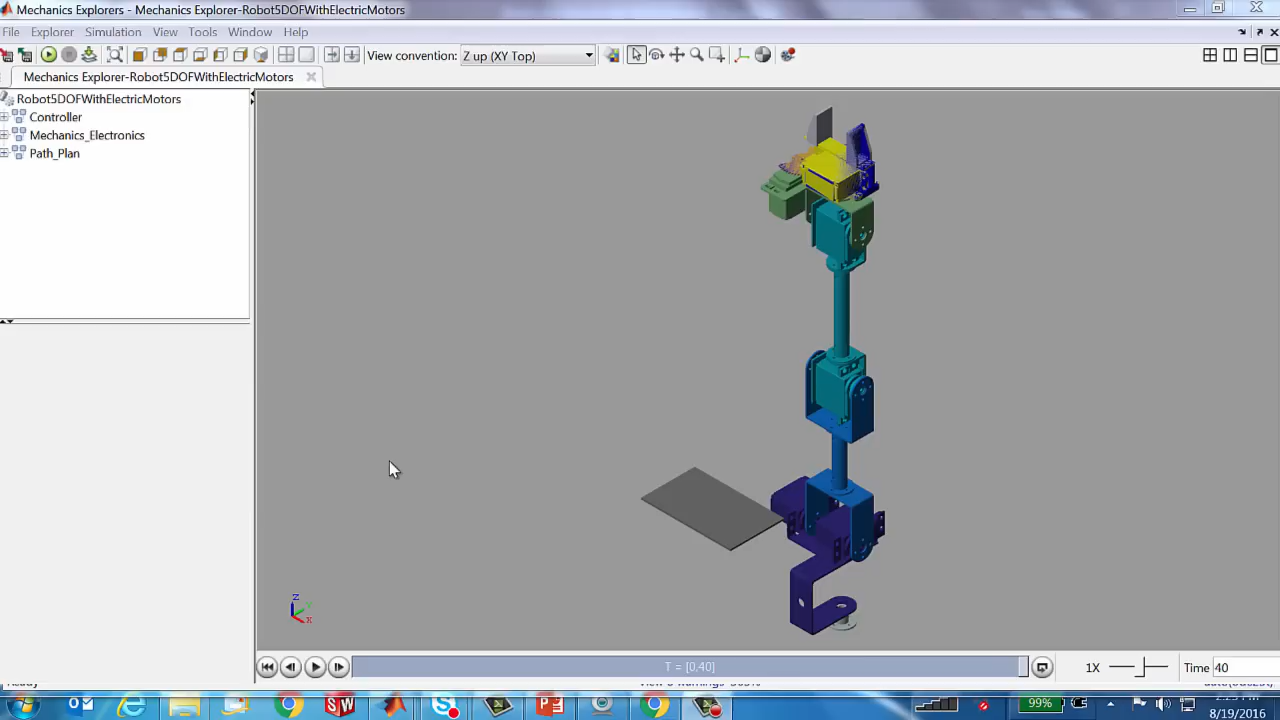 Mechanics Explorers - Mechanics Explorer-Robot5DOFWithElectricMotors
File Explorer Simulation View Tools Window Help
View convention: Z up (XY Top)
Mechanics Explorer-Robot5DOFWithElectricMotors
Robot5DOFWithElectricMotors
Controller
Mechanics_Electronics
Path_Plan
Z
Y
X
T = [0,40]
1X
Time 40
Ready
99%
8/19/2016